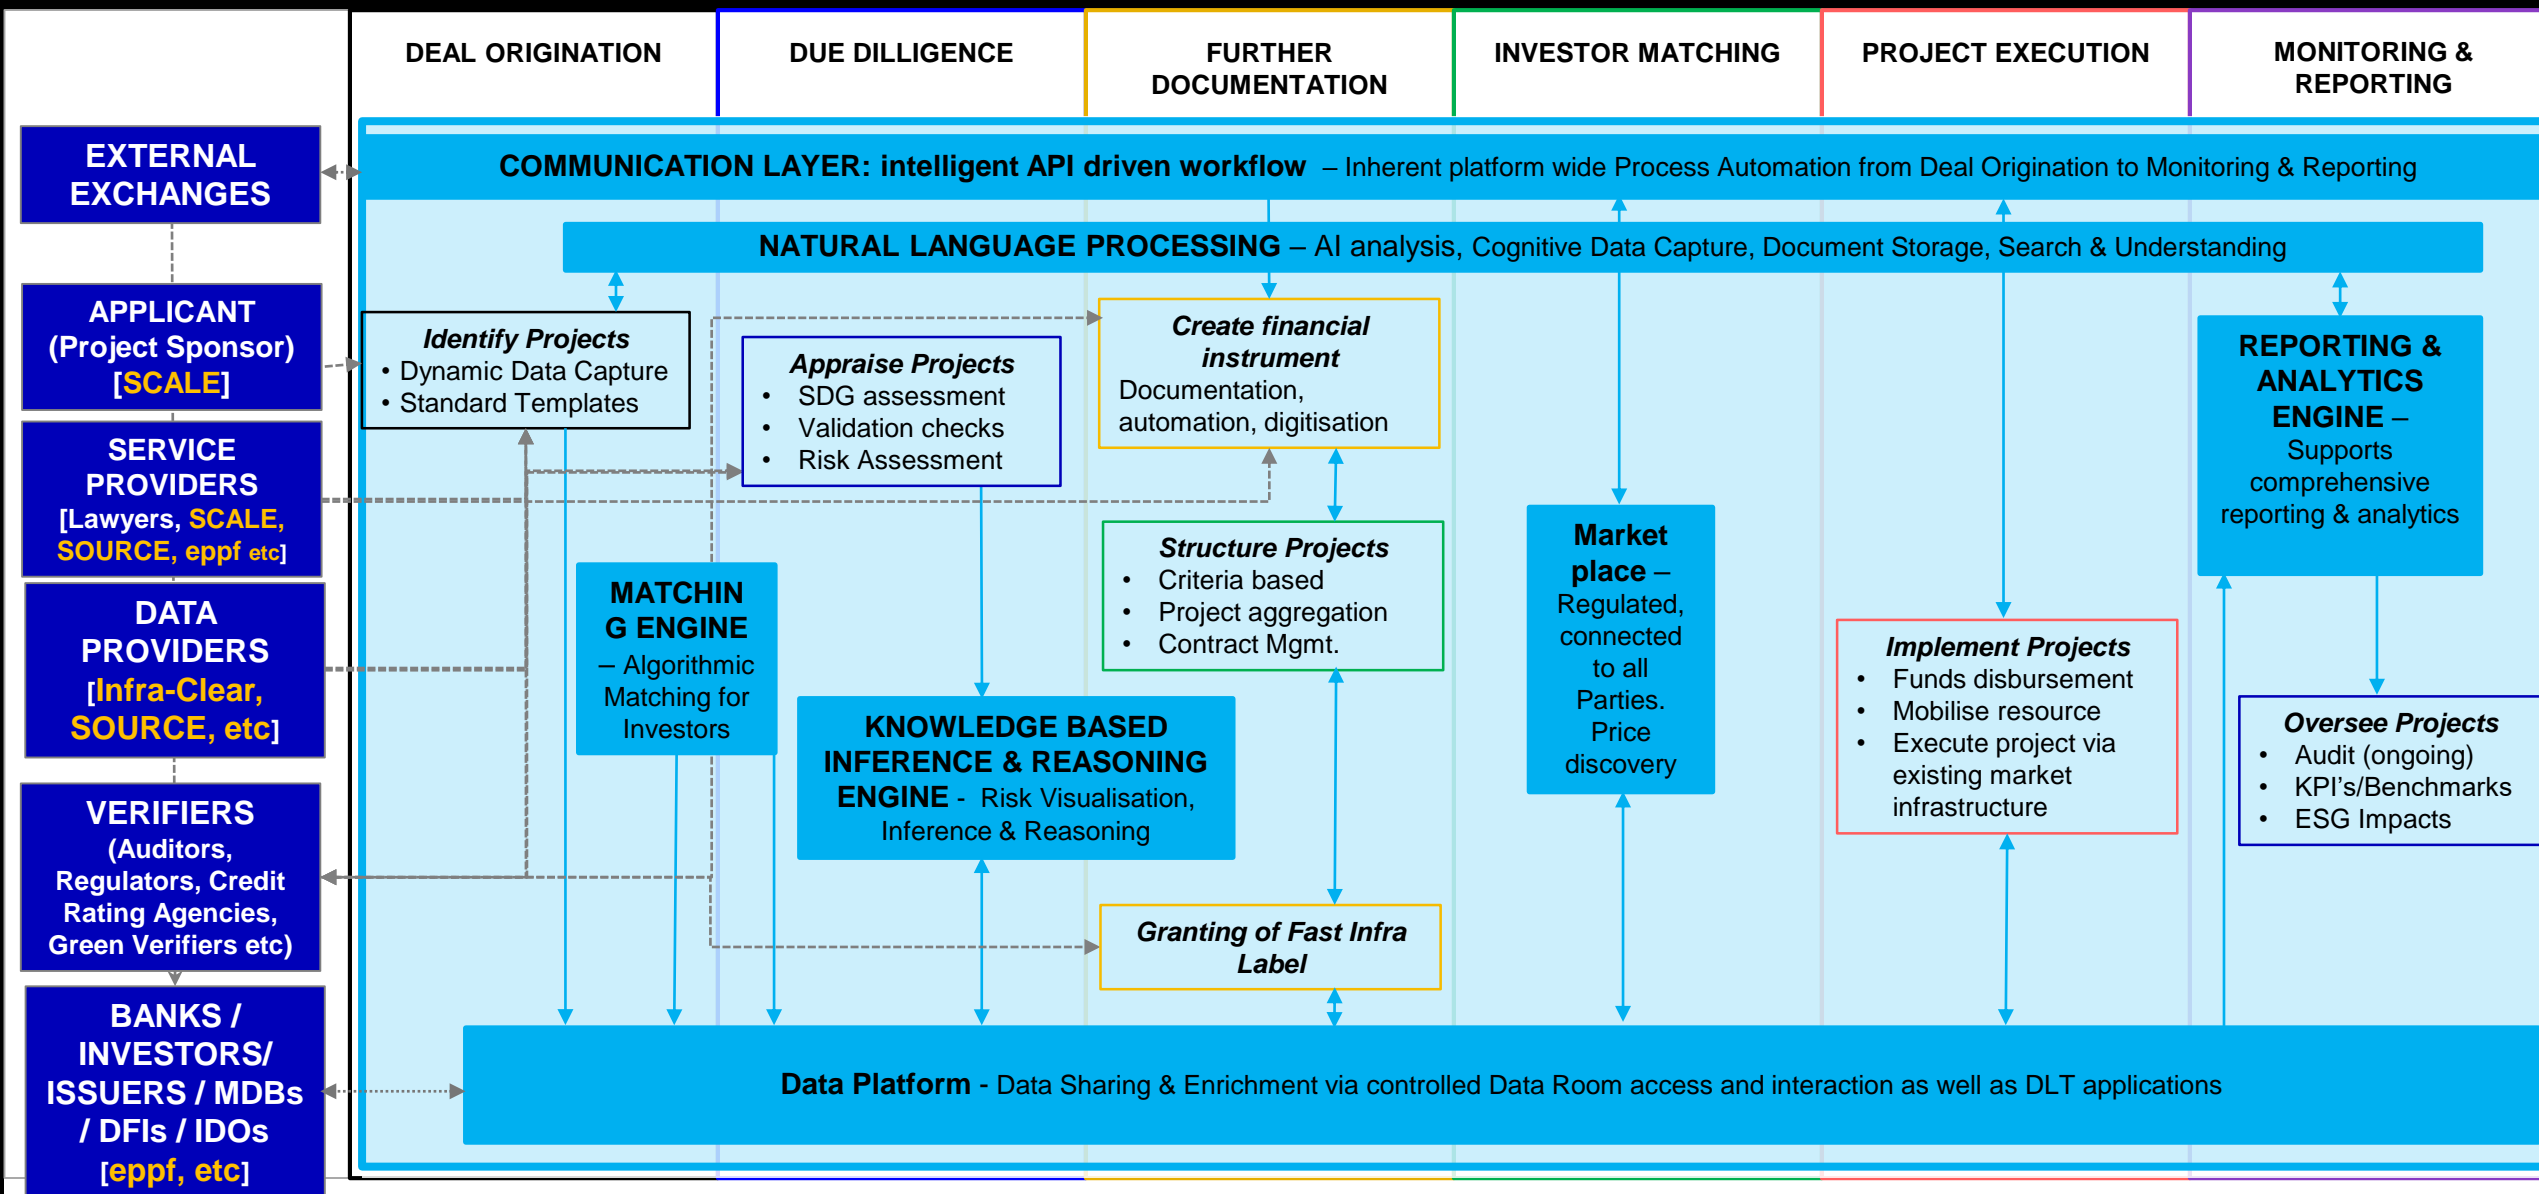 DEAL ORIGINATION
DUE DILLIGENCE
FURTHER
DOCUMENTATION
INVESTOR MATCHING
PROJECT EXECUTION
MONITORING &
REPORTING
EXTERNAL
EXCHANGES
COMMUNICATION LAYER: intelligent API driven workflow – Inherent platform wide Process Automation from Deal Origination to Monitoring & Reporting
NATURAL LANGUAGE PROCESSING – AI analysis, Cognitive Data Capture, Document Storage, Search & Understanding
APPLICANT
(Project Sponsor)
[SCALE]
SERVICE
PROVIDERS
[Lawyers, SCALE,
SOURCE, eppf etc]
DATA
PROVIDERS
[Infra-Clear,
SOURCE, etc]
VERIFIERS
(Auditors,
Regulators, Credit
Rating Agencies,
Green Verifiers etc)
BANKS /
INVESTORS/
ISSUERS / MDBs
/ DFIs / IDOs
[eppf, etc]
Identify Projects
• Dynamic Data Capture
• Standard Templates
MATCHIN
G ENGINE
– Algorithmic
Matching for
Investors
Appraise Projects
• SDG assessment
• Validation checks
• Risk Assessment
KNOWLEDGE BASED
INFERENCE & REASONING
ENGINE - Risk Visualisation,
Inference & Reasoning
Create financial
instrument
Documentation,
automation, digitisation
Structure Projects
• Criteria based
• Project aggregation
• Contract Mgmt.
Granting of Fast Infra
Label
Market
place –
Regulated,
connected
to all
Parties.
Price
discovery
Implement Projects
• Funds disbursement
• Mobilise resource
• Execute project via
existing market
infrastructure
REPORTING &
ANALYTICS
ENGINE –
Supports
comprehensive
reporting & analytics
Oversee Projects
• Audit (ongoing)
• KPI's/Benchmarks
• ESG Impacts
Data Platform - Data Sharing & Enrichment via controlled Data Room access and interaction as well as DLT applications